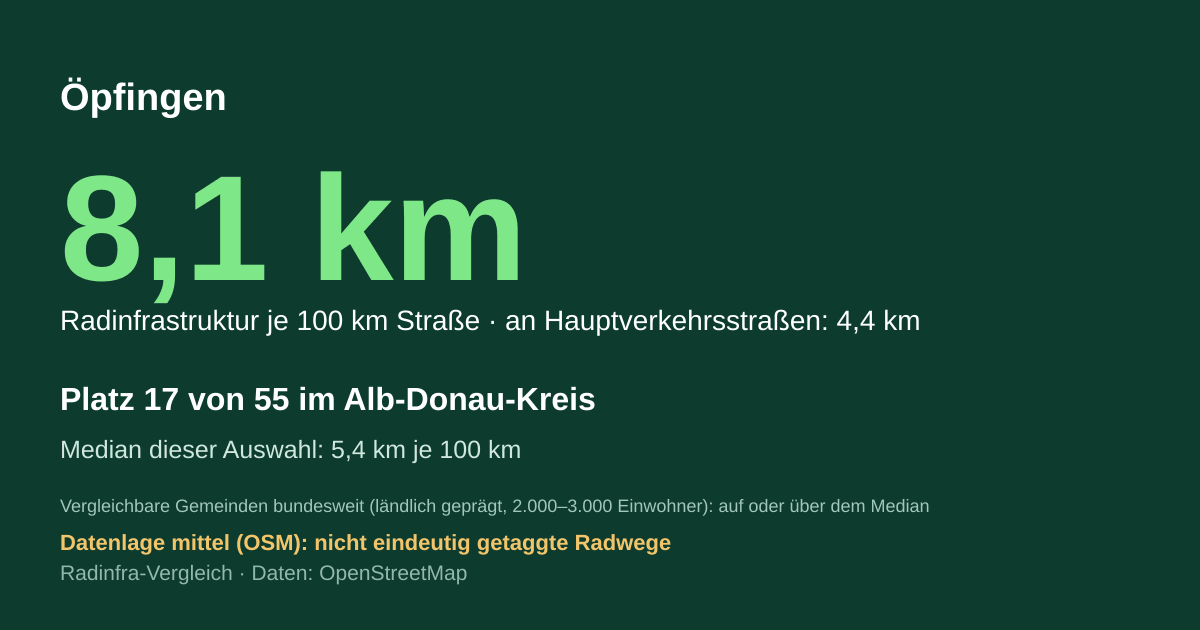 Öpfingen
8,1 km
Radinfrastruktur je 100 km Straße · an Hauptverkehrsstraßen: 4,4 km
Platz 17 von 55 im Alb-Donau-Kreis
Median dieser Auswahl: 5,4 km je 100 km
Vergleichbare Gemeinden bundesweit (ländlich geprägt, 2.000–3.000 Einwohner): auf oder über dem Median
Datenlage mittel (OSM): nicht eindeutig getaggte Radwege
Radinfra-Vergleich · Daten: OpenStreetMap